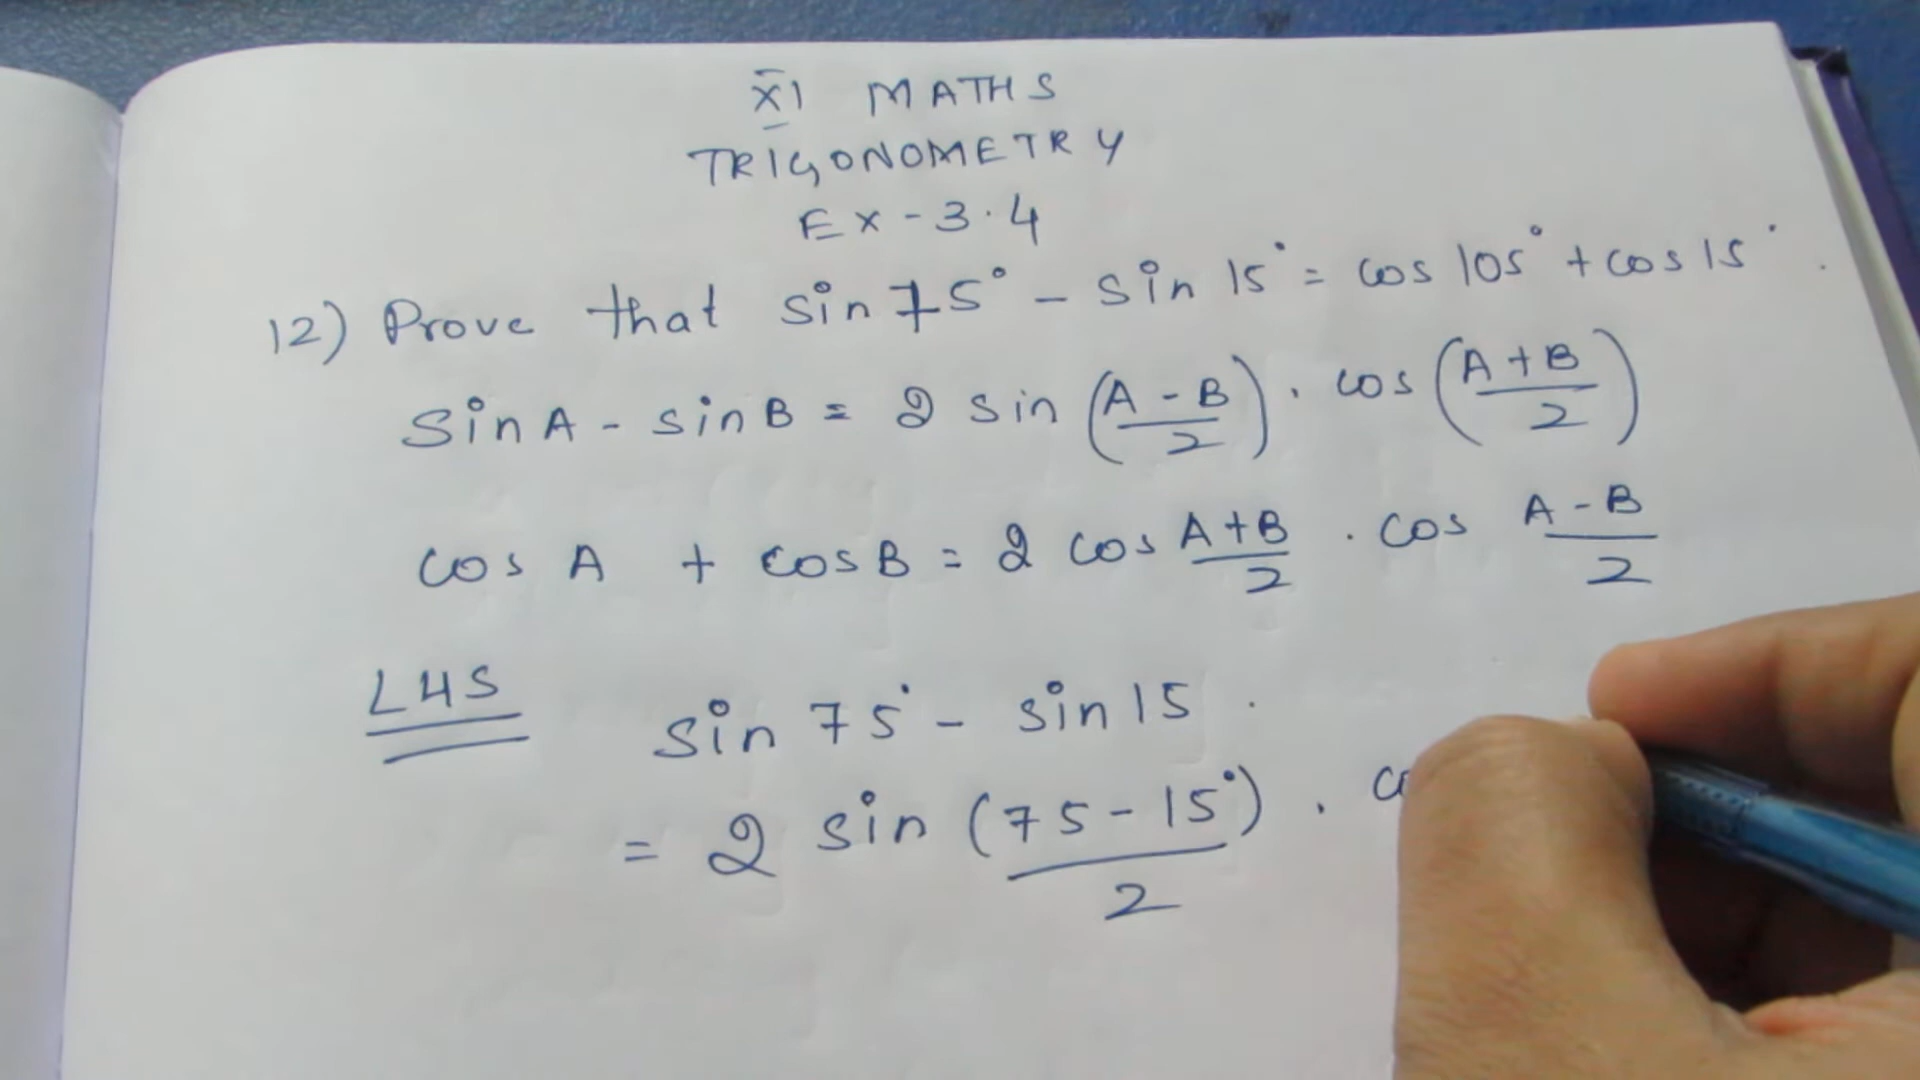 XI MATHS
TRIGONOMETRY
EX-3.4
12) Prove that sin 75° - sin 15° = cos 105° + cos 15°.
sin A - sin B = 2 sin (A - B / 2) . cos (A + B / 2)
cos A + cos B = 2 cos A + B / 2 . cos A - B / 2
LHS sin 75° - sin 15 .
= 2 sin (75 - 15° / 2) .